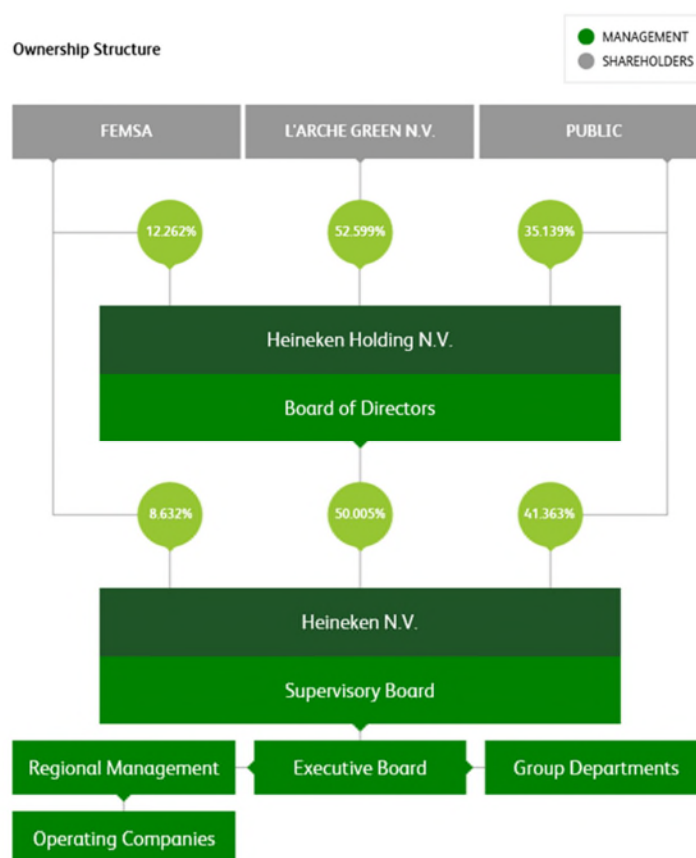 Ownership Structure
MANAGEMENT
SHAREHOLDERS
FEMSA
L'ARCHE GREEN N.V.
PUBLIC
12.262%
52.599%
35.139%
Heineken Holding N.V.
Board of Directors
8.632%
50.005%
41.363%
Heineken N.V.
Supervisory Board
Regional Management
Executive Board
Group Departments
Operating Companies